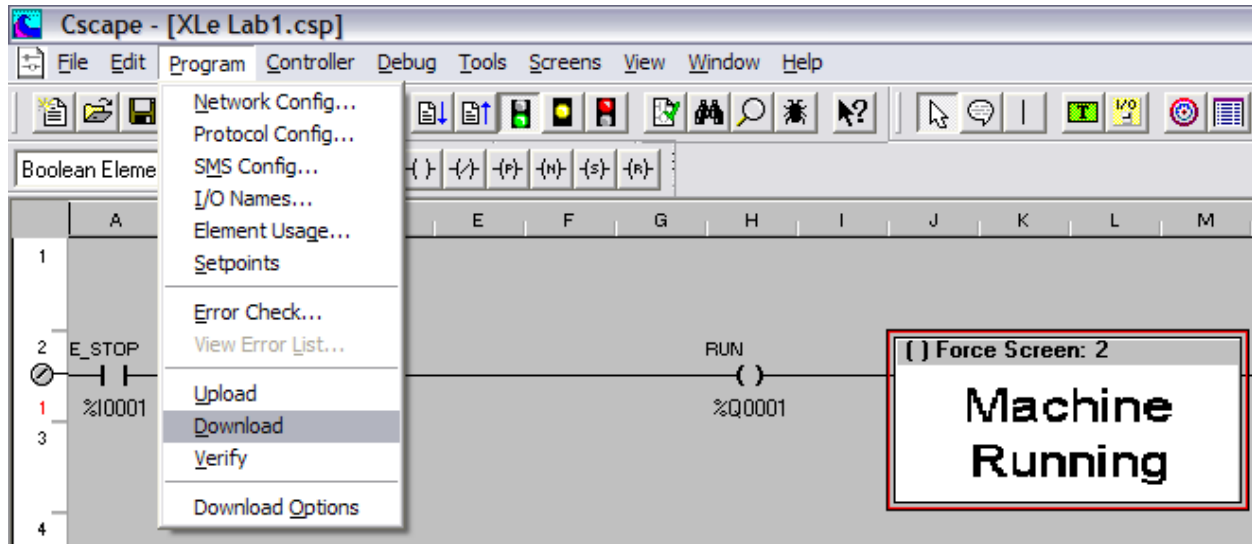 Cscape - [XLe Lab1.csp]
File Edit Program Controller Debug Tools Screens View Window Help
Network Config...
Protocol Config...
SMS Config...
I/O Names...
Element Usage...
Setpoints
Error Check...
View Error List...
Upload
Download
Verify
Download Options
T I/O
Boolean Eleme
( ) (/) (P) (N) (S) (R)
A E F G H I J K L M
1
2 E_STOP RUN ( ) Force Screen: 2
( )
1 %I0001 %Q0001 Machine
3 Running
4